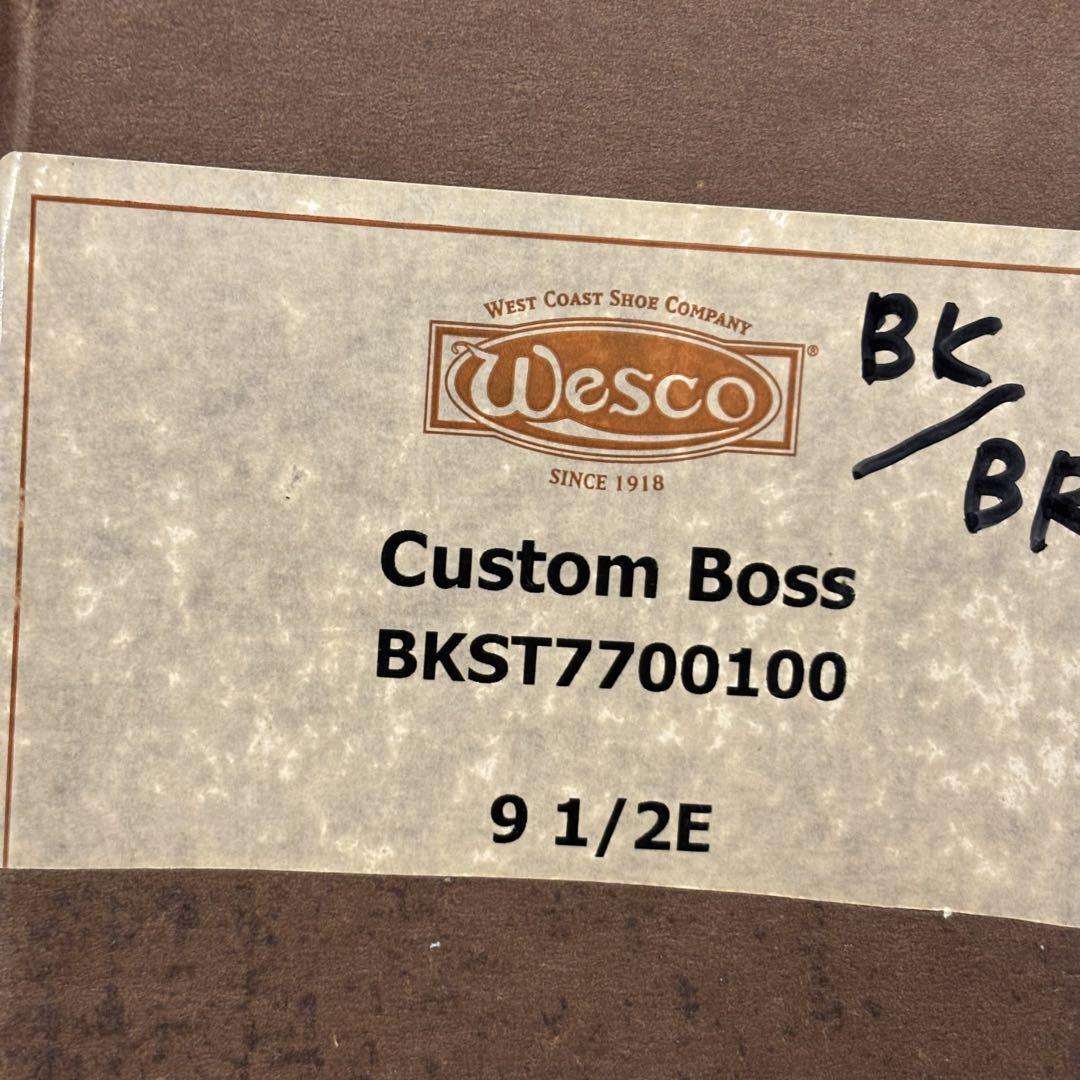 WEST COAST SHOE COMPANY
Wesco®
SINCE 1918
BK
/
BR
Custom Boss
BKST7700100
9 1/2E